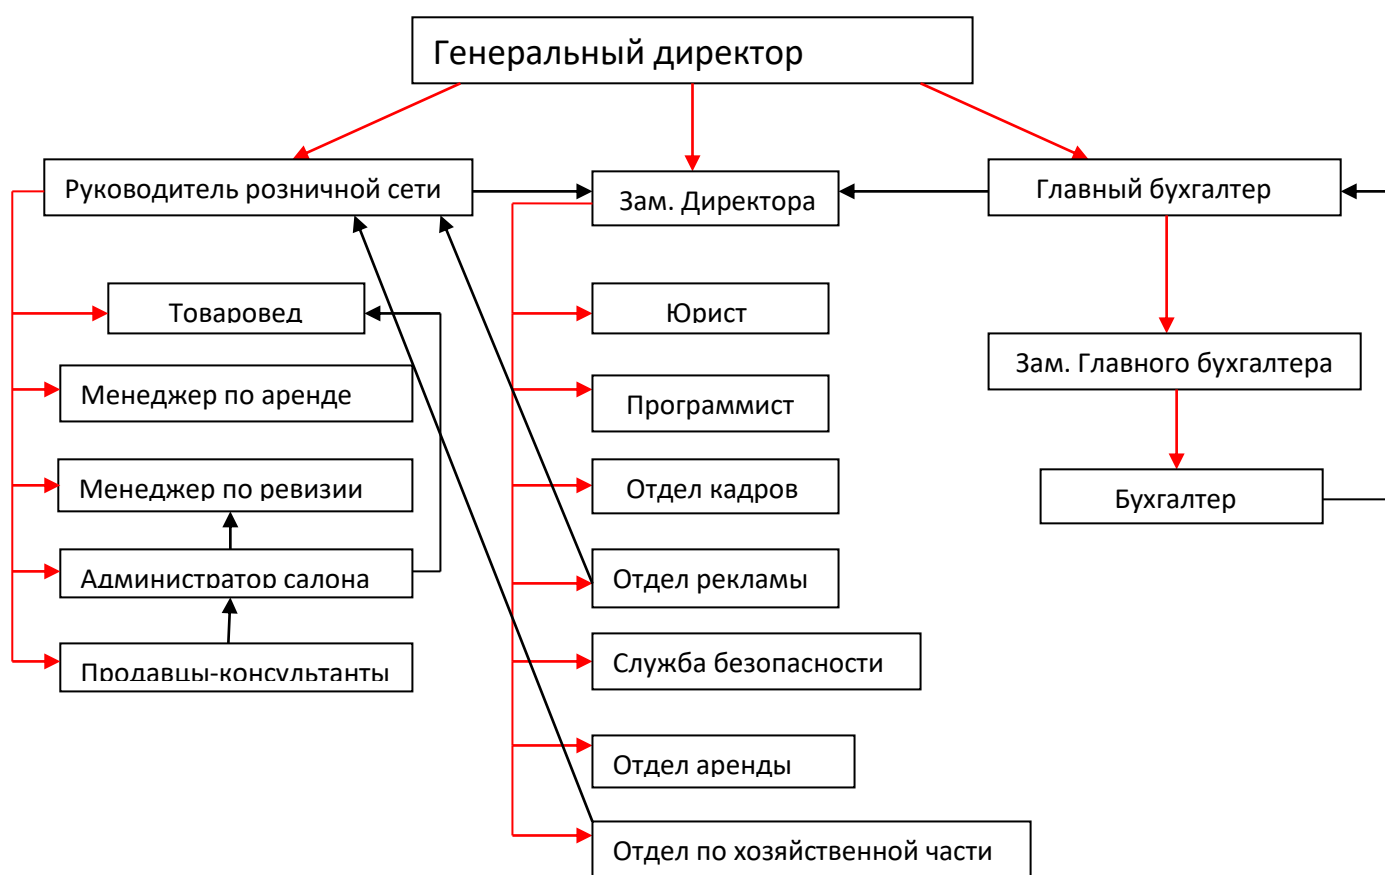 Генеральный директор
Руководитель розничной сети
Зам. Директора
Главный бухгалтер
Товаровед
Менеджер по аренде
Менеджер по ревизии
Администратор салона
Продавцы-консультанты
Юрист
Программист
Отдел кадров
Отдел рекламы
Служба безопасности
Отдел аренды
Отдел по хозяйственной части
Зам. Главного бухгалтера
Бухгалтер